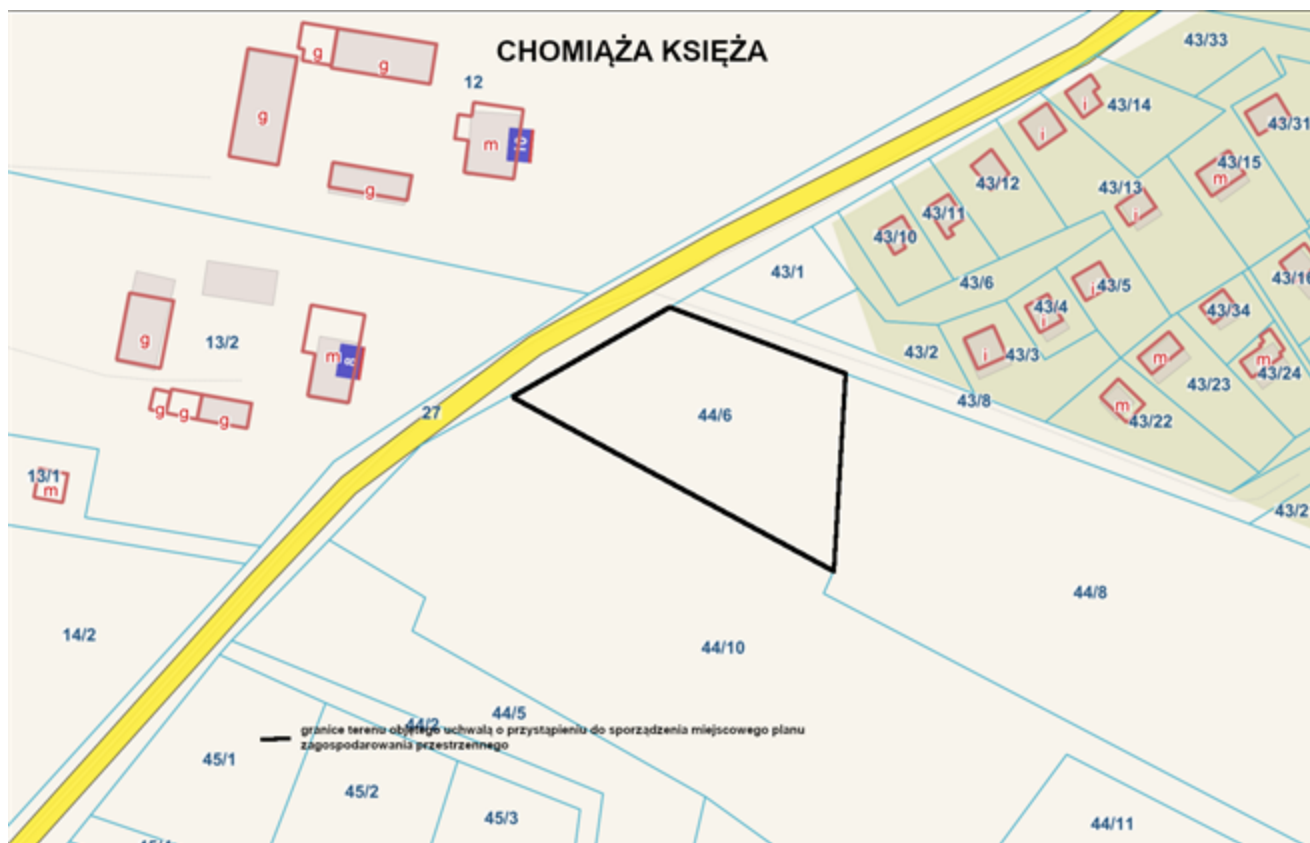 CHOMIĄŻA KSIĘŻA
43/33
g
g
12
43/14
i
g
i
43/31
m
10
43/15
m
43/12
43/13
g
43/11
i
43/10
43/1
43/6
43/16
43/5
i
43/4
i
43/34
g
13/2
m
8
43/2
i
43/3
m
m
43/24
43/23
43/8
g
g
g
27
44/6
m
43/22
13/1
m
43/2
44/8
14/2
44/10
44/5
44/2
granice terenu objętego uchwałą o przystąpieniu do sporządzenia miejscowego planu
zagospodarowania przestrzennego
45/1
45/2
45/3
44/11